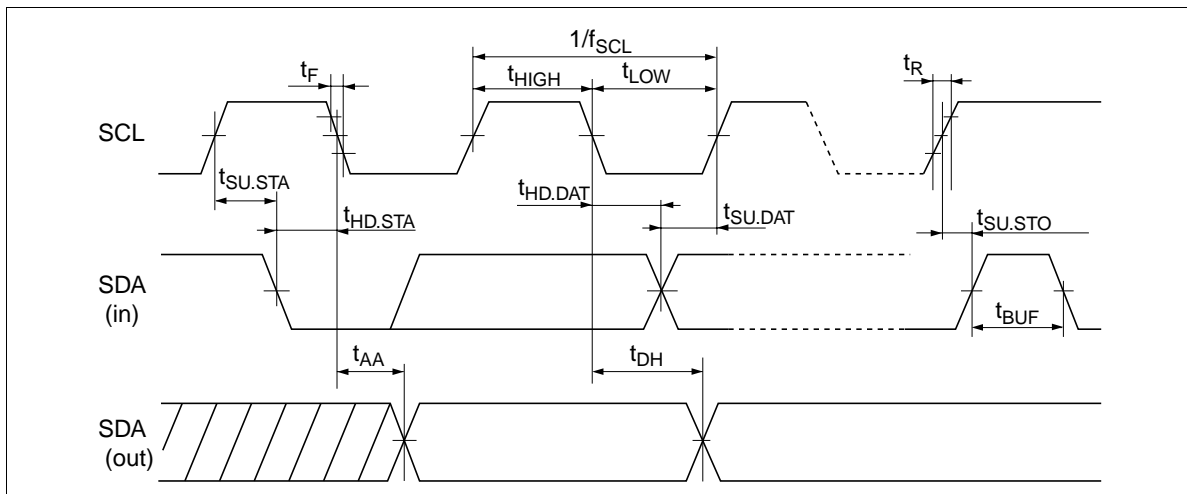 1/fSCL
tF
tHIGH
tLOW
tR
SCL
tSU.STA
tHD.DAT
tHD.STA
tSU.DAT
tSU.STO
SDA
(in)
tBUF
tAA
tDH
SDA
(out)